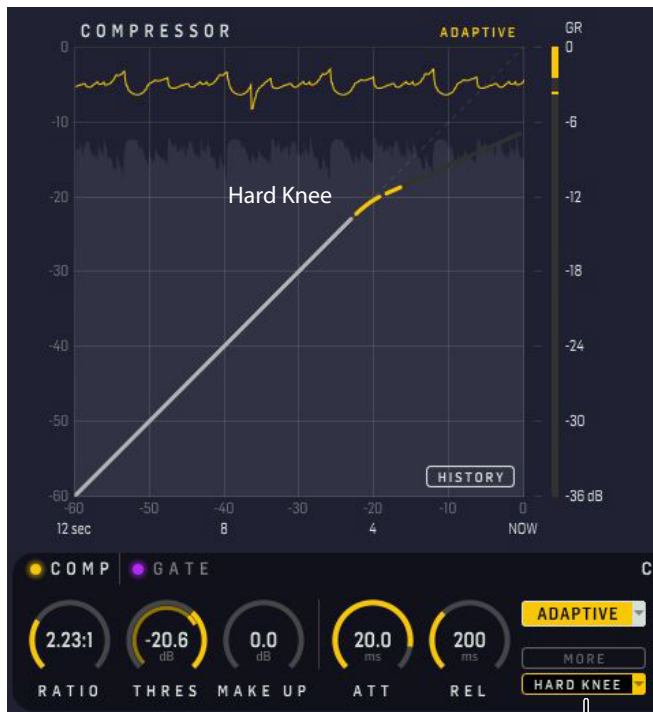 COMPRESSOR ADAPTIVE GR
0 0
-10 -6
-20 Hard Knee -12
-30 -18
-40 -24
-50 -30
HISTORY
-60 -36 dB
-60 -50 -40 -30 -20 -10 0
12 sec 8 4 NOW
COMP GATE C
ADAPTIVE
2.23:1 -20.6 dB 0.0 dB 20.0 ms 200 ms
MORE
HARD KNEE
RATIO THRES MAKE UP ATT REL